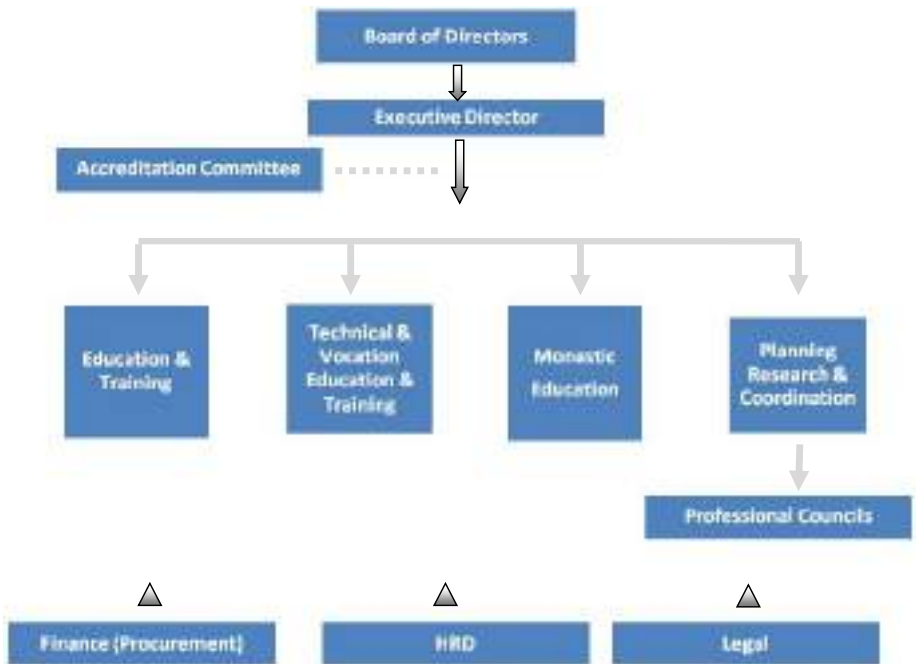 Board of Directors
Executive Director
Accreditation Committee
Education &
Training
Technical &
Vocation
Education &
Training
Monastic
Education
Planning
Research &
Coordination
Professional Councils
Finance (Procurement)
HRD
Legal